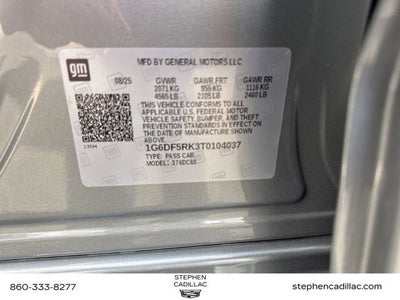 gm
MFD BY GENERAL MOTORS LLC
08/25 GVWR GAWR FRT GAWR RR
2071 KG 955 KG 1116 KG
4565 LB 2105 LB 2460 LB
THIS VEHICLE CONFORMS TO ALL
APPLICABLE U.S. FEDERAL MOTOR
VEHICLE SAFETY, BUMPER, AND THEFT
PREVENTION STANDARDS IN EFFECT ON
THE DATE OF MANUFACTURE SHOWN
ABOVE.
1G6DF5RK3T0104037
TYPE: PASS CAR
860-333-8277
STEPHEN
CADILLAC
stephencadillac.com